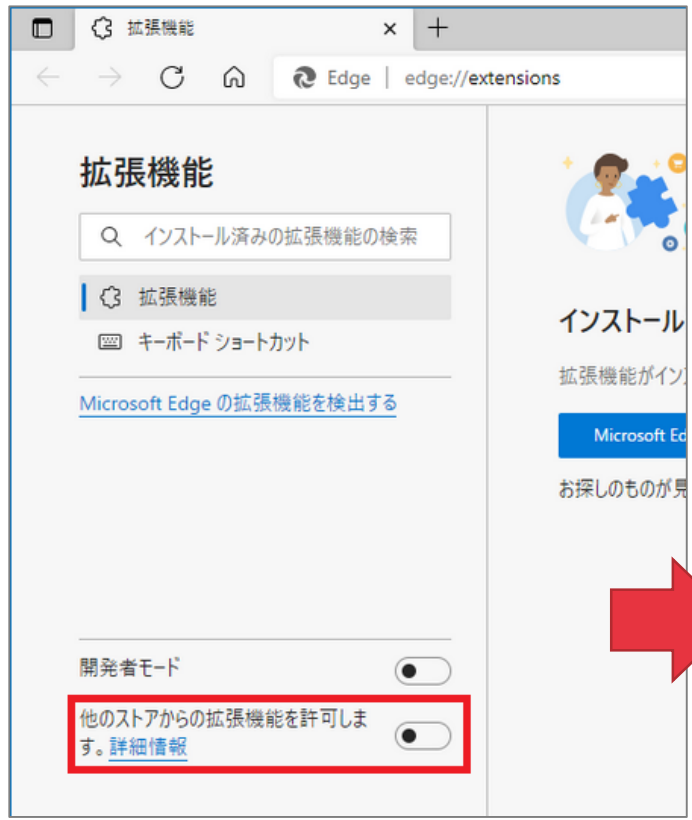 拡張機能
Edge | edge://extensions
拡張機能
インストール済みの拡張機能の検索
拡張機能
キーボード ショートカット
Microsoft Edge の拡張機能を検出する
インストール
拡張機能がイン
Microsoft Ed
お探しのものが見
開発者モード
他のストアからの拡張機能を許可しま
す。詳細情報